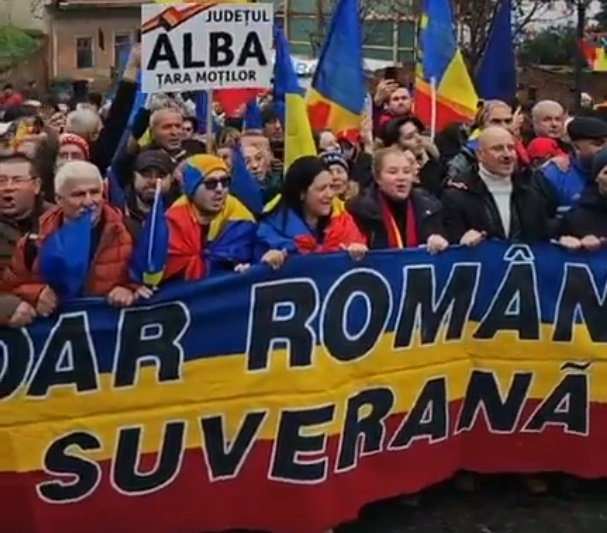 JUDEȚUL
ALBA
ȚARA MOȚILOR
DAR ROMÂN
SUVERANĂ